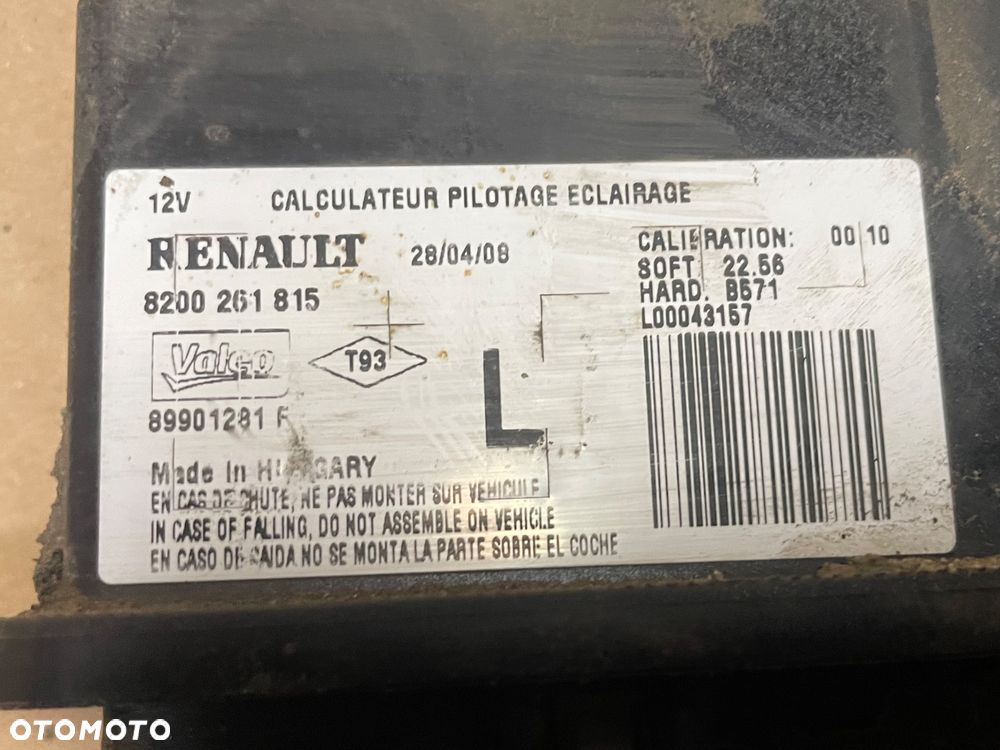 12V CALCULATEUR PILOTAGE ECLAIRAGE
RENAULT 28/04/08 CALIBRATION: 00 10
SOFT 22.56
8200 261 815 HARD. B571
L00043157
Valeo T93 L
89901281 F
Made In HUNGARY
EN CAS DE CHUTE, NE PAS MONTER SUR VEHICULE
IN CASE OF FALLING, DO NOT ASSEMBLE ON VEHICLE
EN CASO DE CAIDA NO SE MONTA LA PARTE SOBRE EL COCHE
OTOMOTO